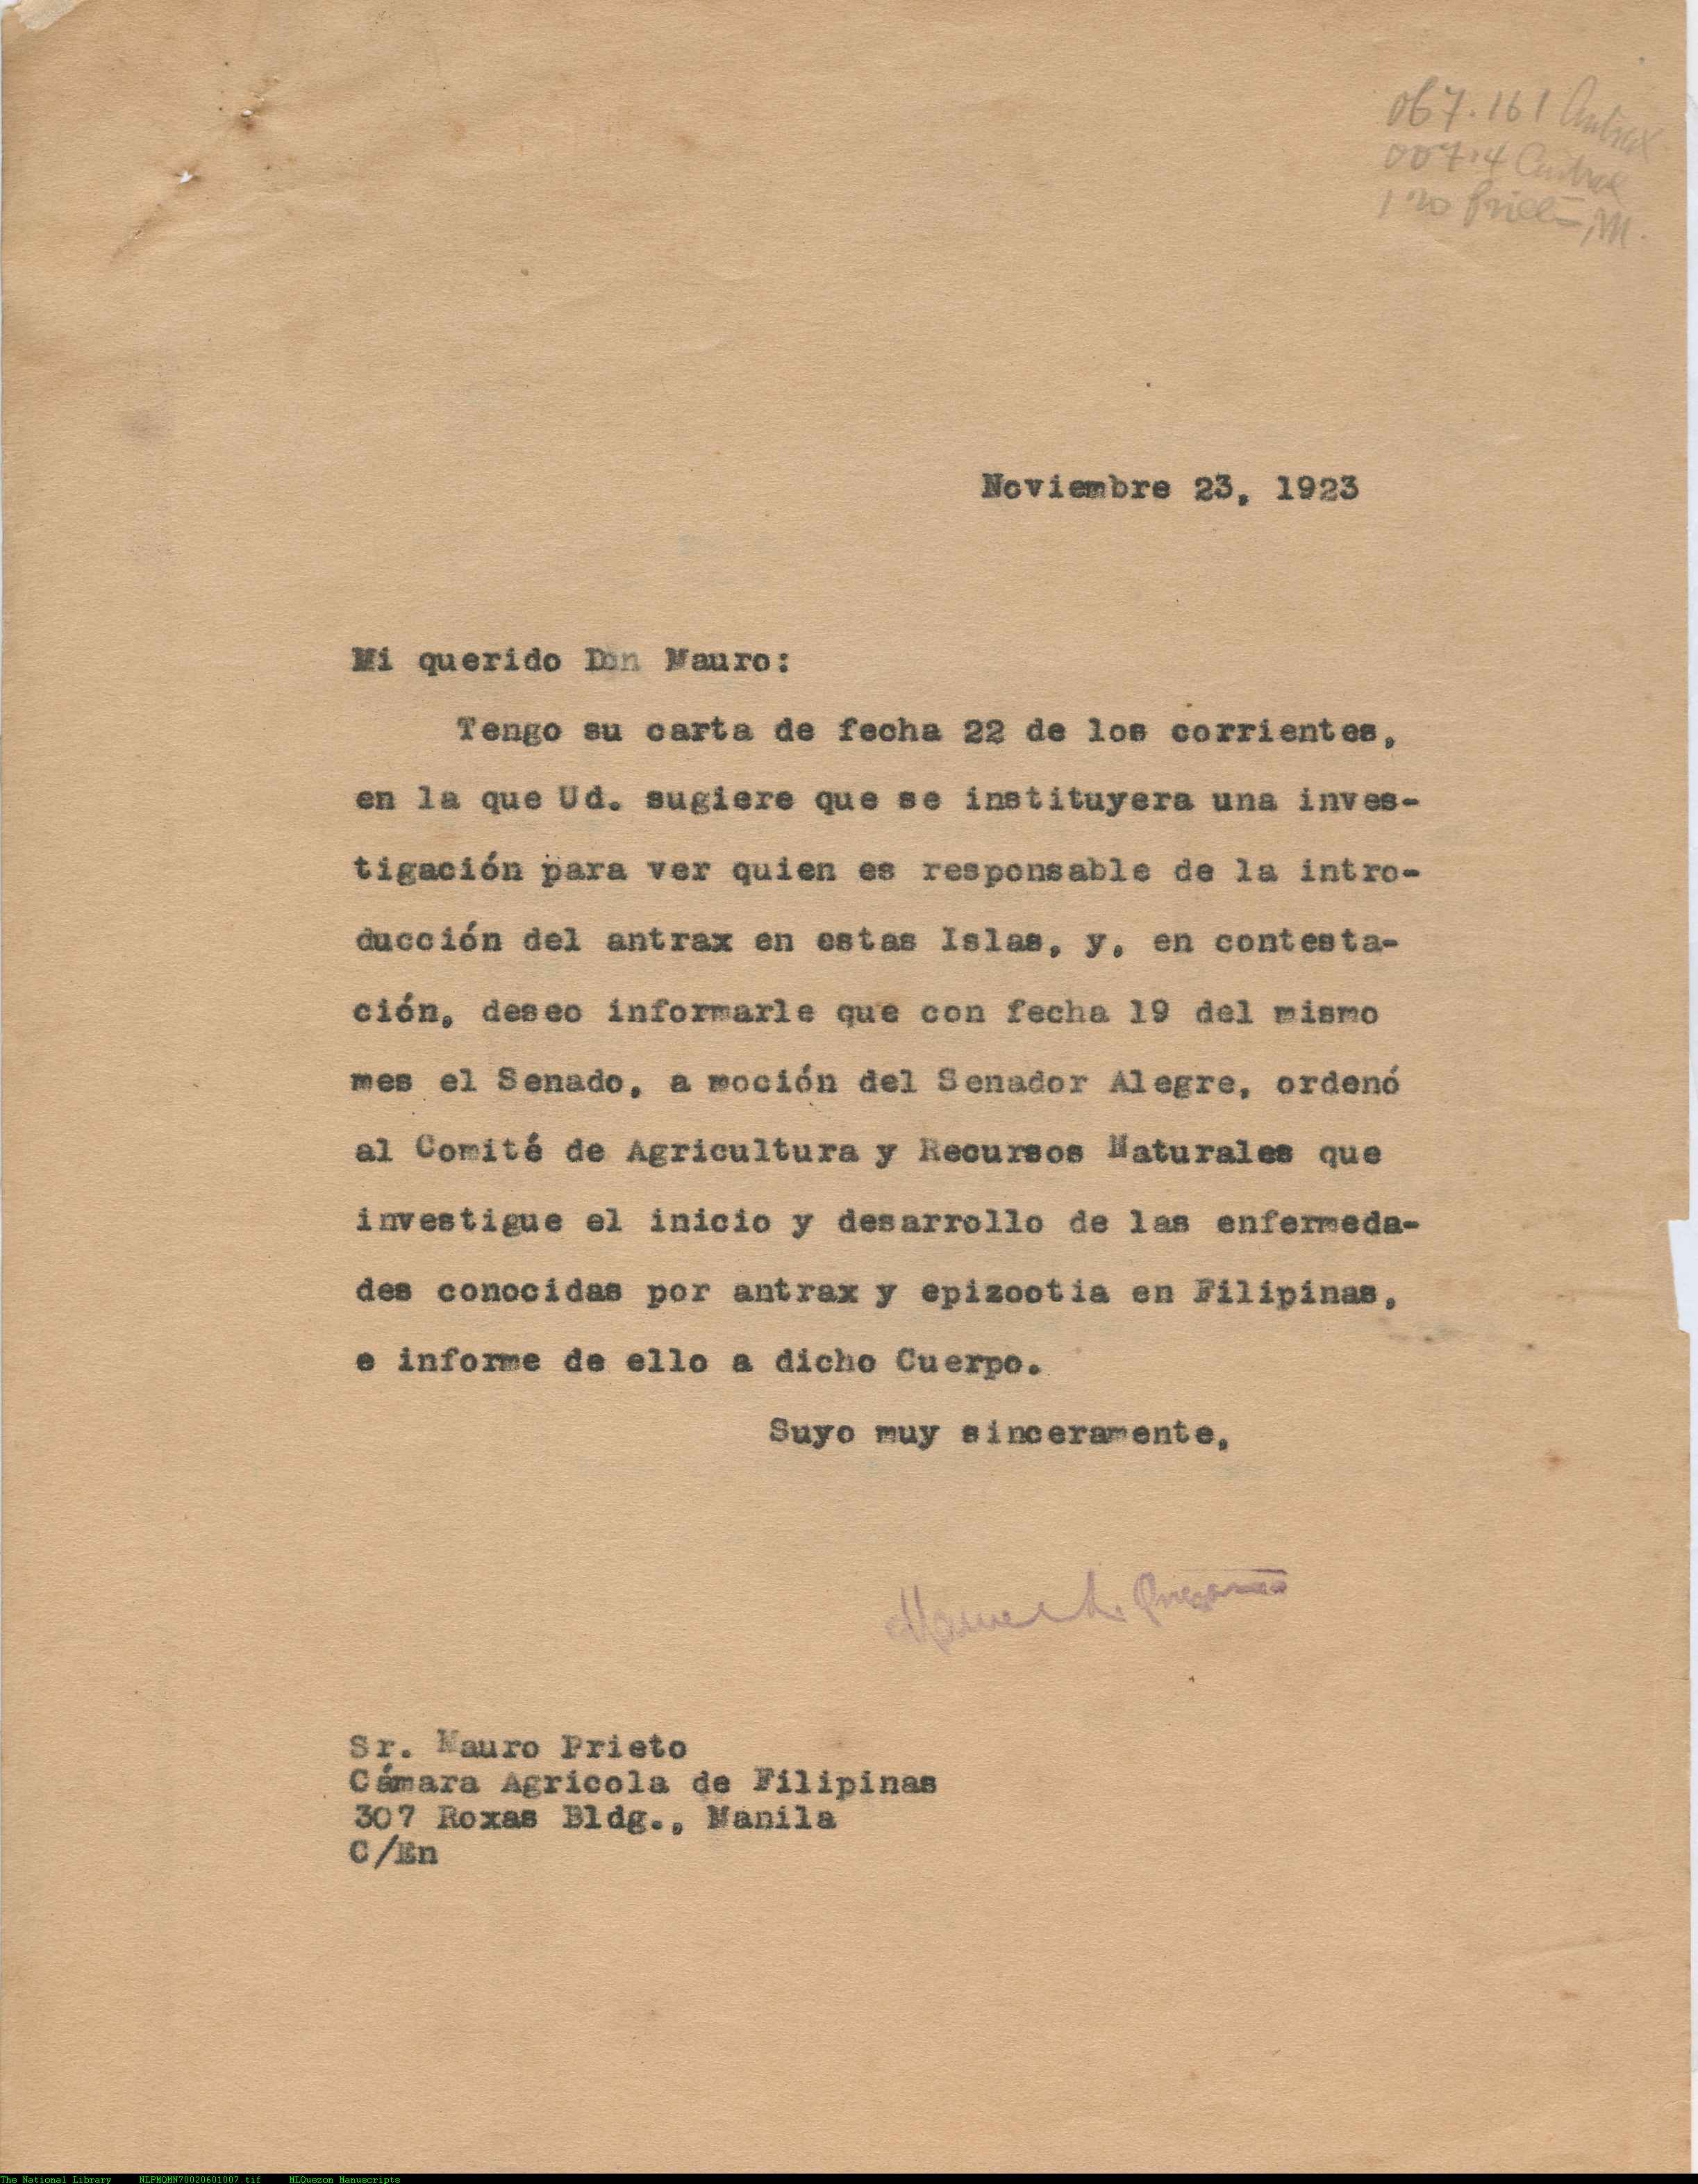 067.161 Antrax
007.4 
120 Prieto, M.
Noviembre 23, 1923
Mi querido Don Mauro:
Tengo su carta de fecha 22 de los corrientes,
en la que Ud. sugiere que se instituyera una inves-
tigación para ver quien es responsable de la intro-
ducción del antrax en estas Islas, y, en contesta-
ción, deseo informarle que con fecha 19 del mismo
mes el Senado, a moción del Senador Alegre, ordenó
al Comité de Agricultura y Recursos Naturales que
investigue el inicio y desarrollo de las enfermeda-
des conocidas por antrax y epizootia en Filipinas,
e informe de ello a dicho Cuerpo.
Suyo muy sinceramente,
Manuel L. Quezon
Sr. Mauro Prieto
Cámara Agricola de Filipinas
307 Roxas Bldg., Manila
C/En
The National Library NLPMQMN70020601007.tif MLQuezon Manuscripts